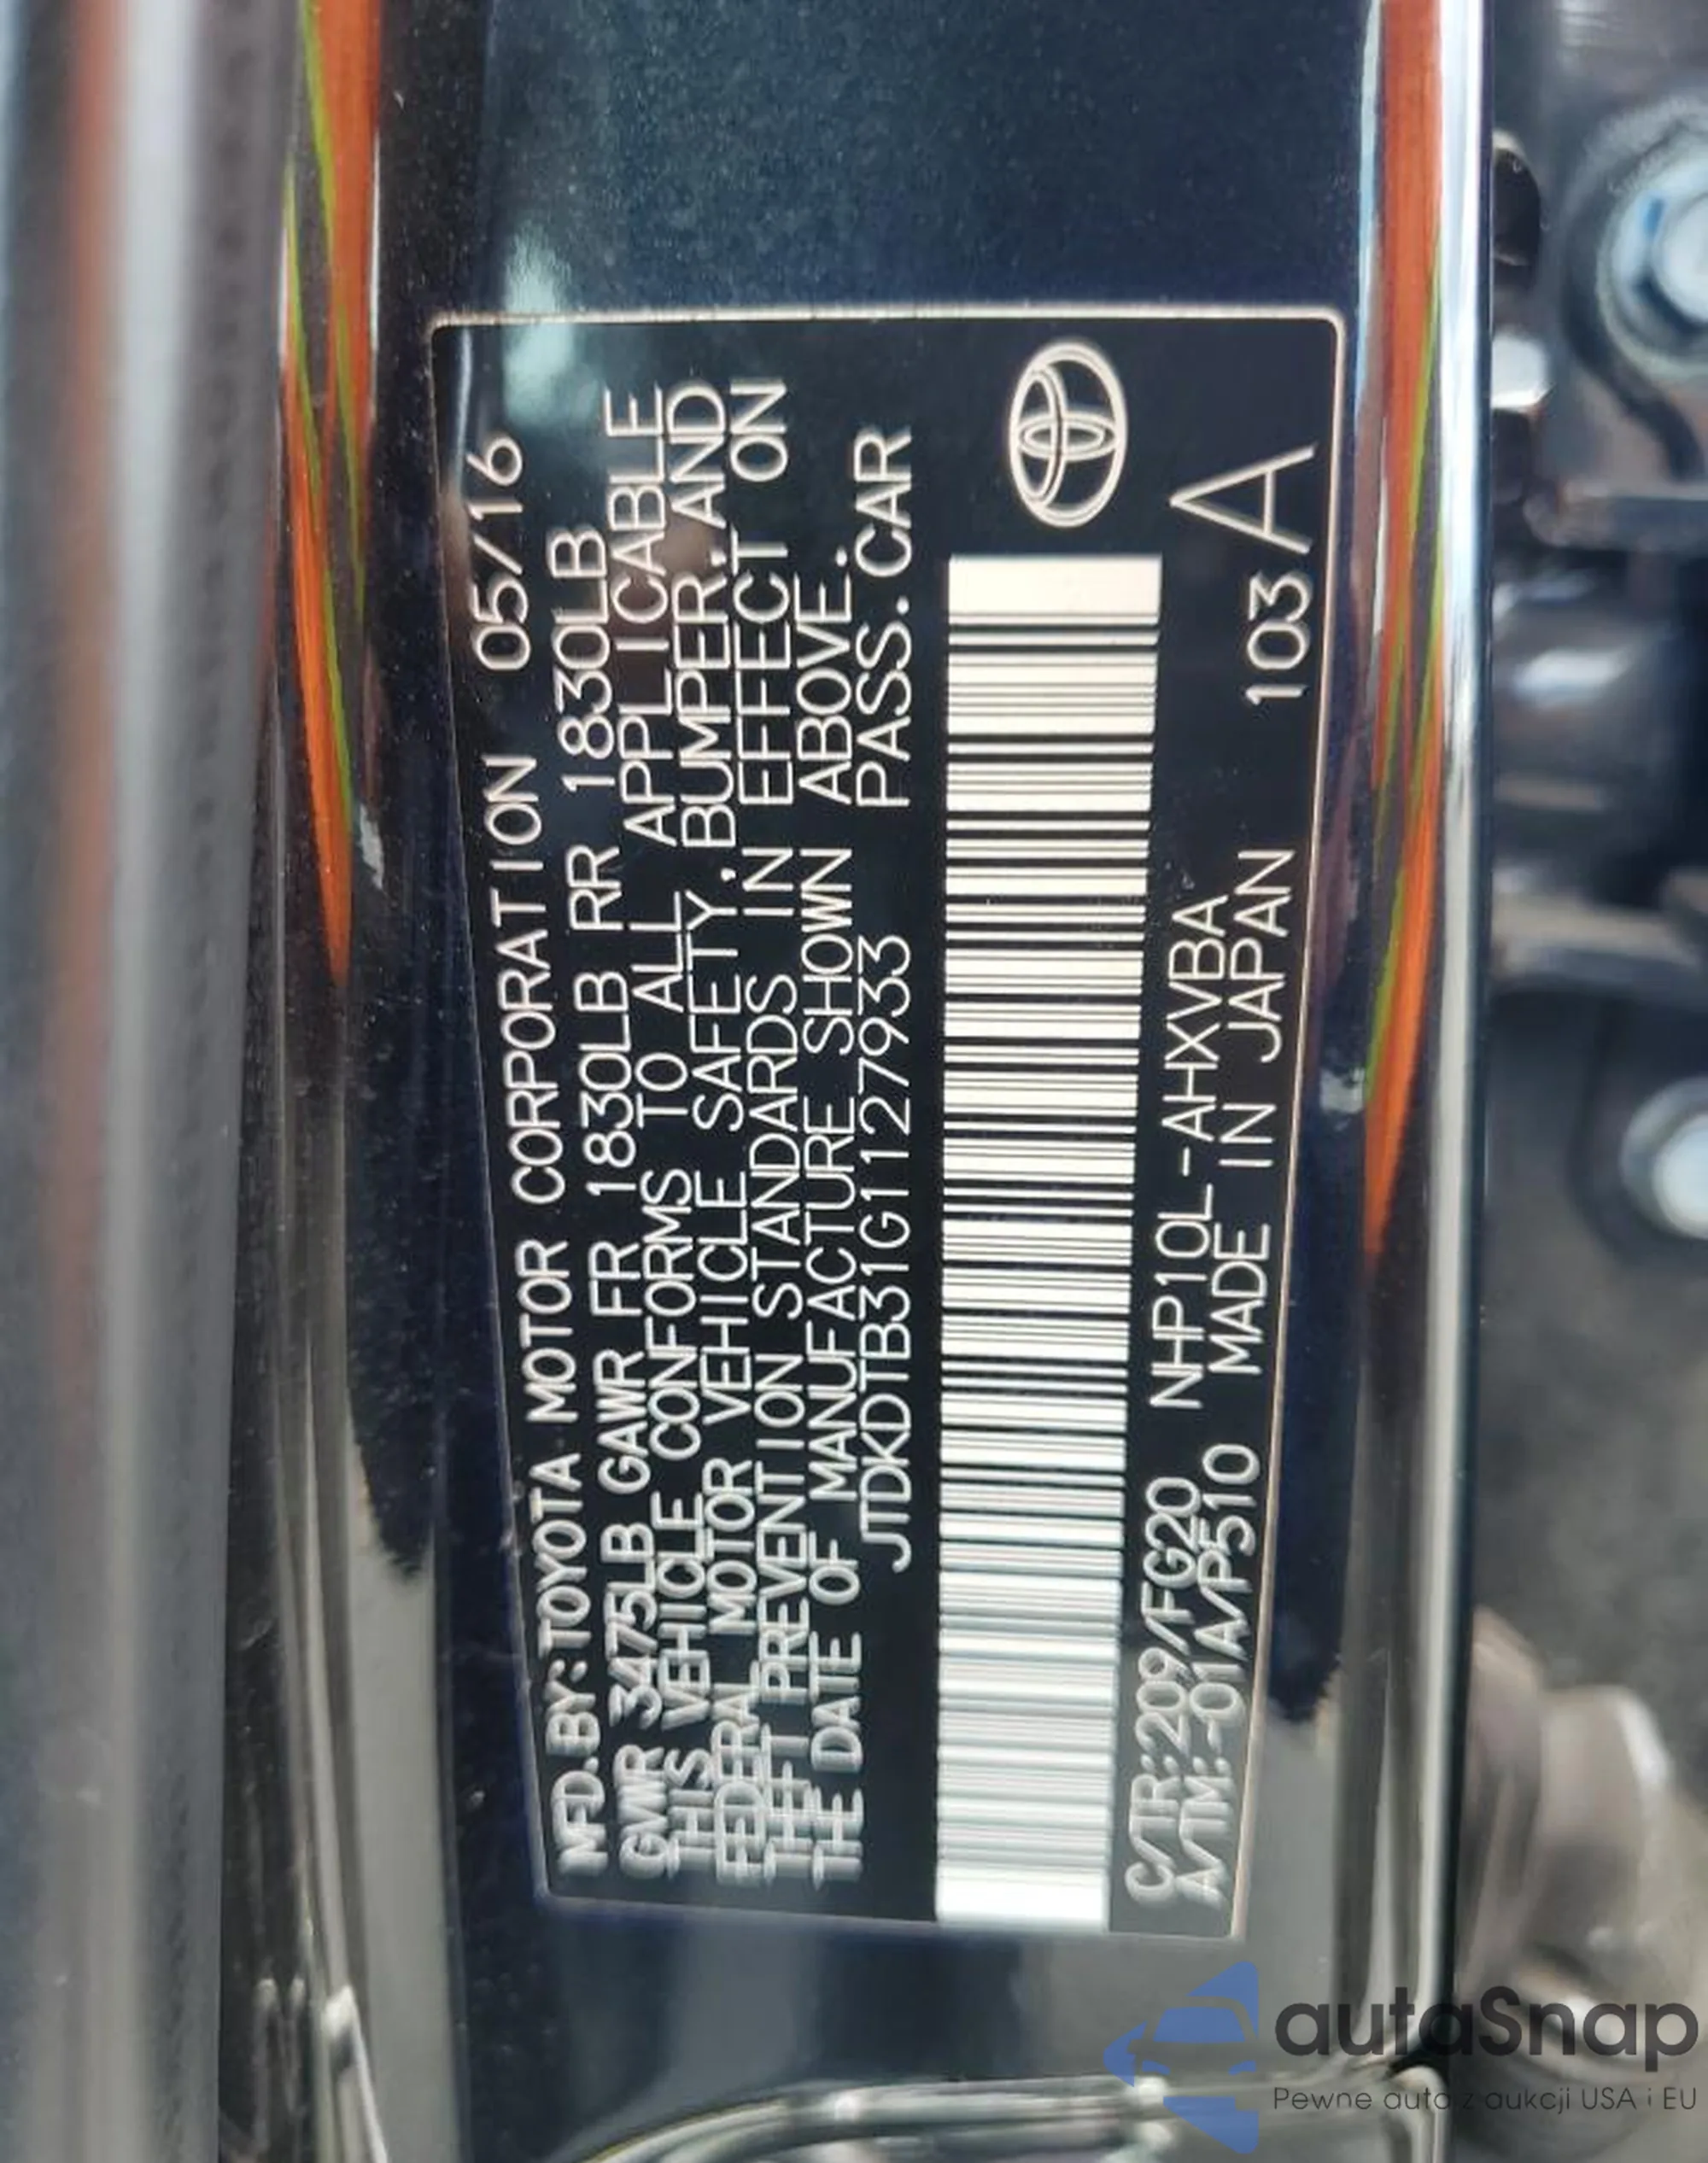 MFD.BY:TOYOTA MOTOR CORPORATION 05/16
GVWR 3475LB GAWR FR 1830LB RR 1830LB
THIS VEHICLE CONFORMS TO ALL APPLICABLE
FEDERAL MOTOR VEHICLE SAFETY,BUMPER,AND
THEFT PREVENTION STANDARDS IN EFFECT ON
THE DATE OF MANUFACTURE SHOWN ABOVE.
JTDKDTB31G1127933 PASS.CAR
C/TR:209/FG20 NHP10L-AHXVBA
A/TM:-01A/P510 MADE IN JAPAN 103 A
autaSnap
Pewne auta z aukcji USA i EU